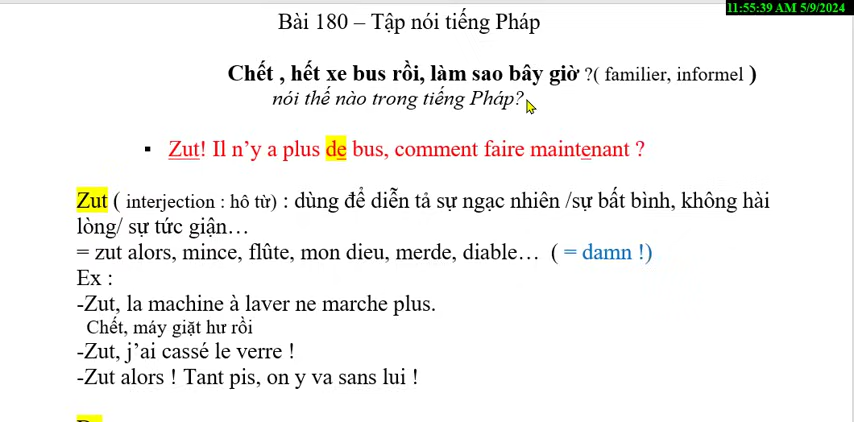 11:55:39 AM 5/9/2024
Bài 180 – Tập nói tiếng Pháp
Chết , hết xe bus rồi, làm sao bây giờ ?( familier, informel )
nói thế nào trong tiếng Pháp?
▪ Zut! Il n’y a plus de bus, comment faire maintenant ?
Zut ( interjection : hô từ) : dùng để diễn tả sự ngạc nhiên /sự bất bình, không hài
lòng/ sự tức giận…
= zut alors, mince, flûte, mon dieu, merde, diable… ( = damn !)
Ex :
-Zut, la machine à laver ne marche plus.
Chết, máy giặt hư rồi
-Zut, j’ai cassé le verre !
-Zut alors ! Tant pis, on y va sans lui !